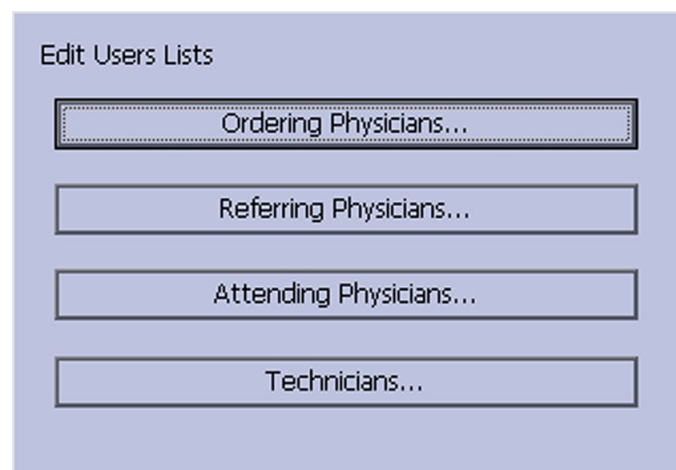 Edit Users Lists
Ordering Physicians...
Referring Physicians...
Attending Physicians...
Technicians...